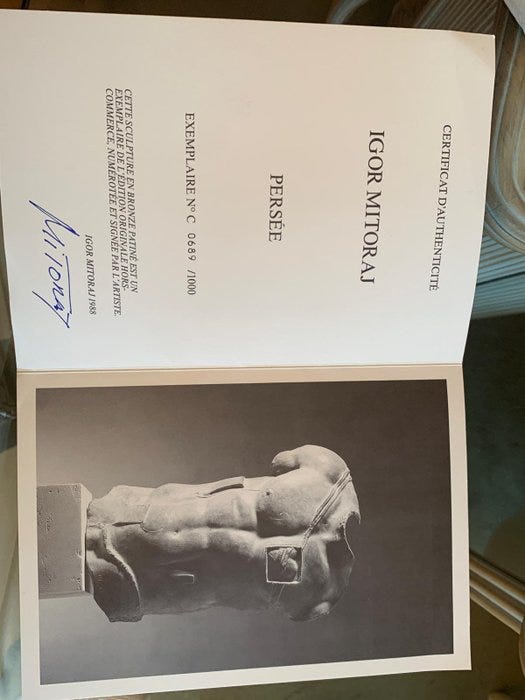 CERTIFICAT D'AUTHENTICITÉ
IGOR MITORAJ
PERSÉE
EXEMPLAIRE Nº C 0689 /1000
CETTE SCULPTURE EN BRONZE PATINÉ EST UN
EXEMPLAIRE DE L'ÉDITION ORIGINALE HORS-
COMMERCE, NUMÉROTÉE ET SIGNÉE PAR L'ARTISTE.
IGOR MITORAJ 1988
MITORAJ